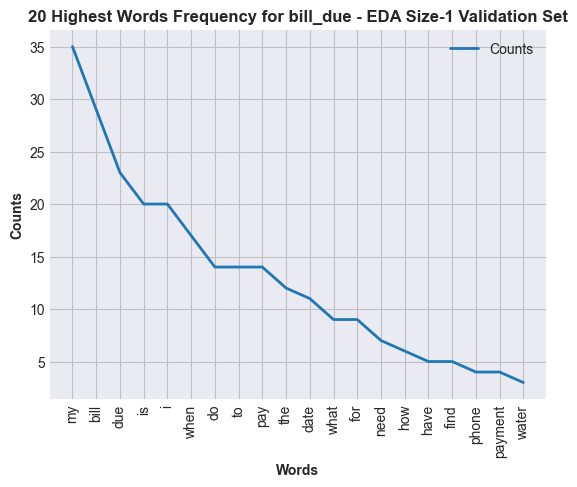 20 Highest Words Frequency for bill_due - EDA Size-1 Validation Set
Counts
35
30
25
20
15
10
5
Counts
my
bill
due
is
i
when
do
to
pay
the
date
what
for
need
how
have
find
phone
payment
water
Words